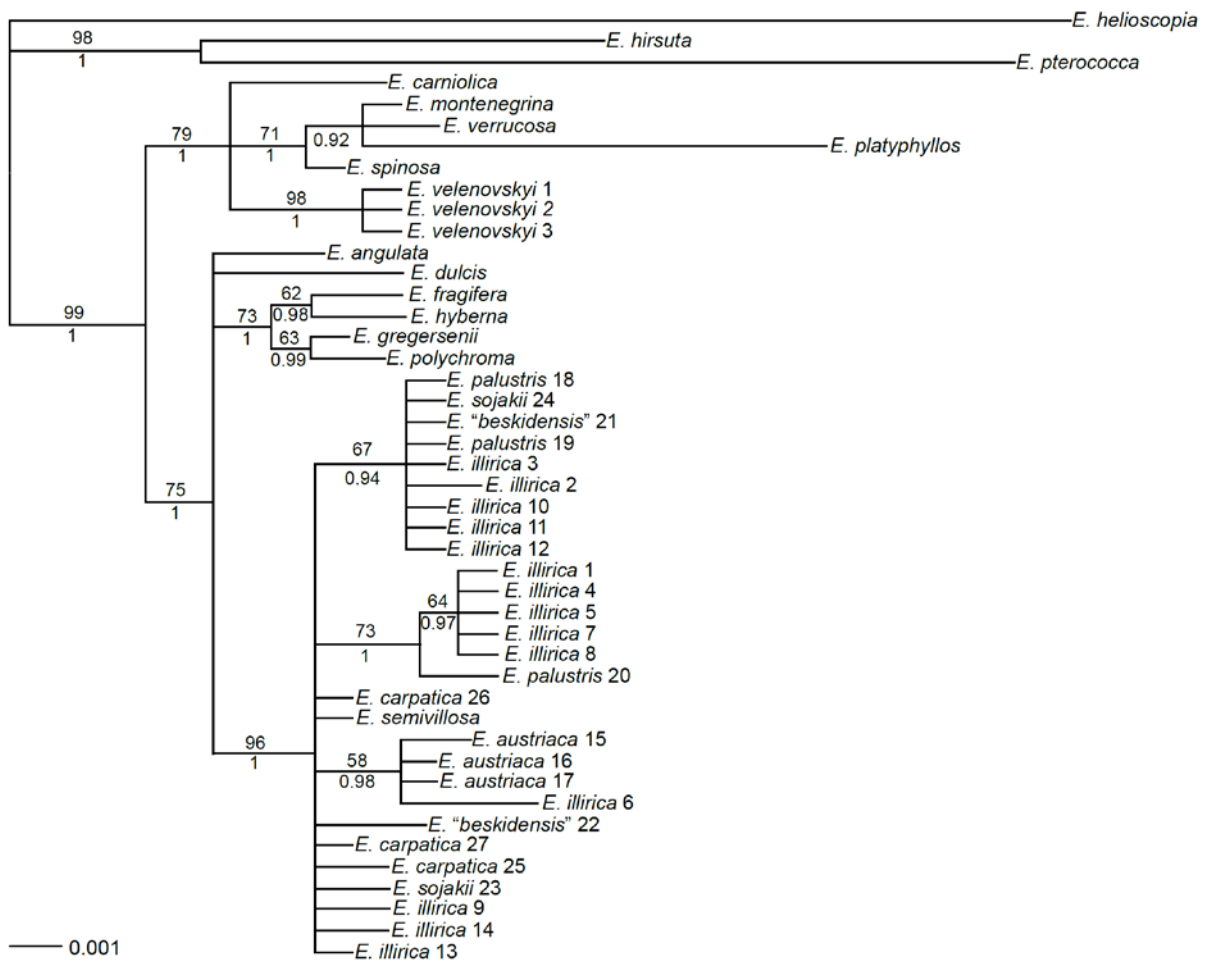 E. helioscopia
98
E. hirsuta
1
E. pterococca
E. carniolica
E. montenegrina
79
71
0.92
E. verrucosa
1
1
E. platyphyllos
E. spinosa
98
E. velenovskyi 1
1
E. velenovskyi 2
E. velenovskyi 3
E. angulata
E. dulcis
62
E. fragifera
99
73
0.98
E. hyberna
1
1
63
E. gregersenii
0.99
E. polychroma
E. palustris 18
E. sojakii 24
E. “beskidensis” 21
67
E. palustris 19
0.94
E. illirica 3
75
E. illirica 2
1
E. illirica 10
E. illirica 11
E. illirica 12
E. illirica 1
64
E. illirica 4
0.97
E. illirica 5
73
E. illirica 7
1
E. illirica 8
E. palustris 20
E. carpatica 26
E. semivillosa
96
E. austriaca 15
1
58
E. austriaca 16
0.98
E. austriaca 17
E. illirica 6
E. “beskidensis” 22
E. carpatica 27
E. carpatica 25
E. sojakii 23
E. illirica 9
E. illirica 14
0.001
E. illirica 13